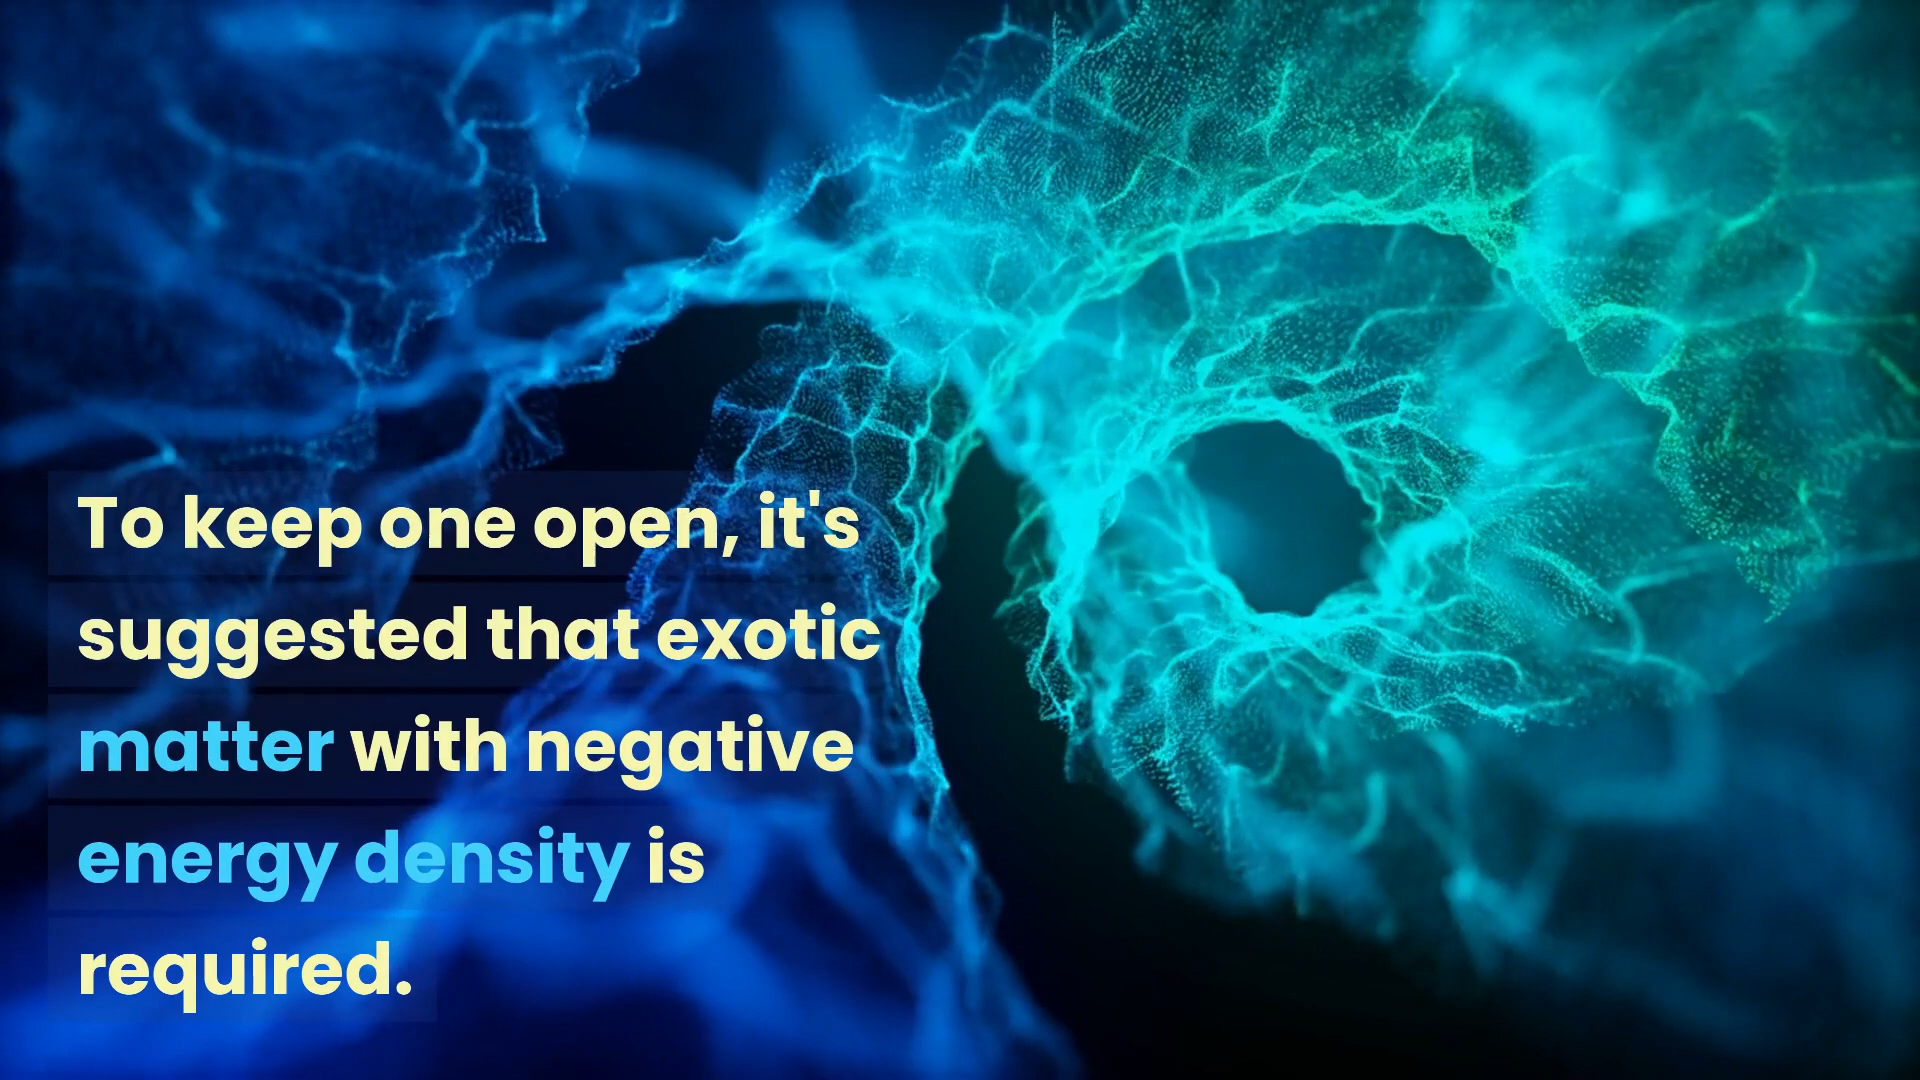 To keep one open, it's
suggested that exotic
matter with negative
energy density is
required.